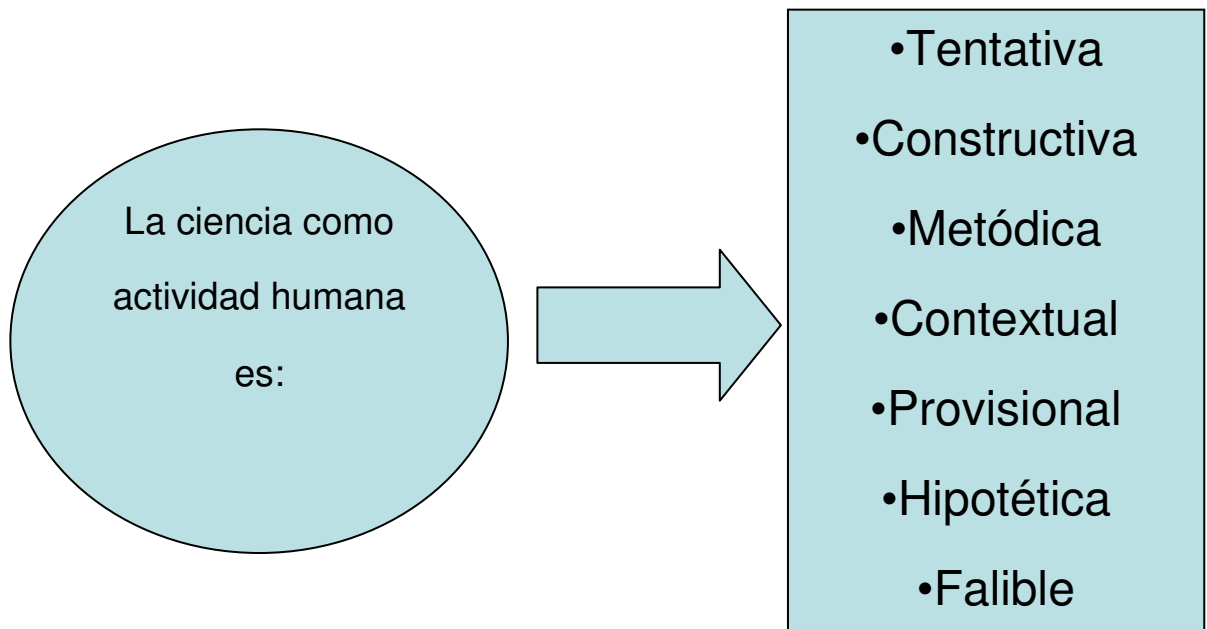 La ciencia como
actividad humana
es:
•Tentativa
•Constructiva
•Metódica
•Contextual
•Provisional
•Hipotética
•Falible